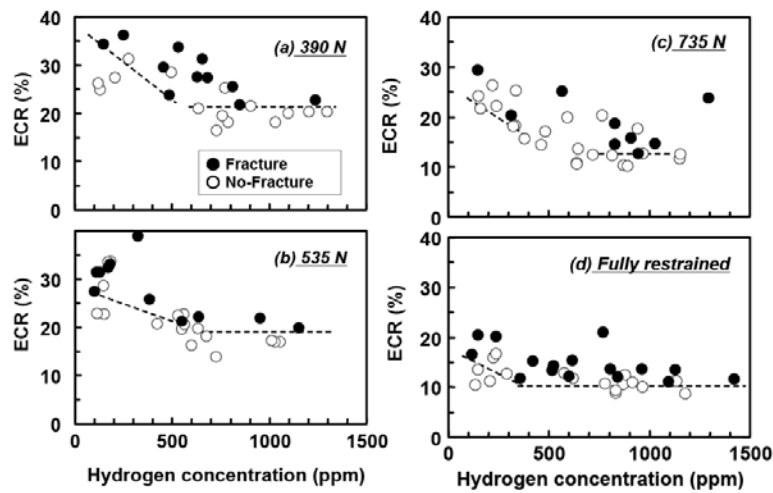 40
30
20
10
0
ECR (%)
(a) 390 N
Fracture
No-Fracture
40
30
20
10
0
ECR (%)
(c) 735 N
30
20
10
0
ECR (%)
(b) 535 N
0 500 1000 1500
Hydrogen concentration (ppm)
40
30
20
10
0
ECR (%)
(d) Fully restrained
0 500 1000 1500
Hydrogen concentration (ppm)